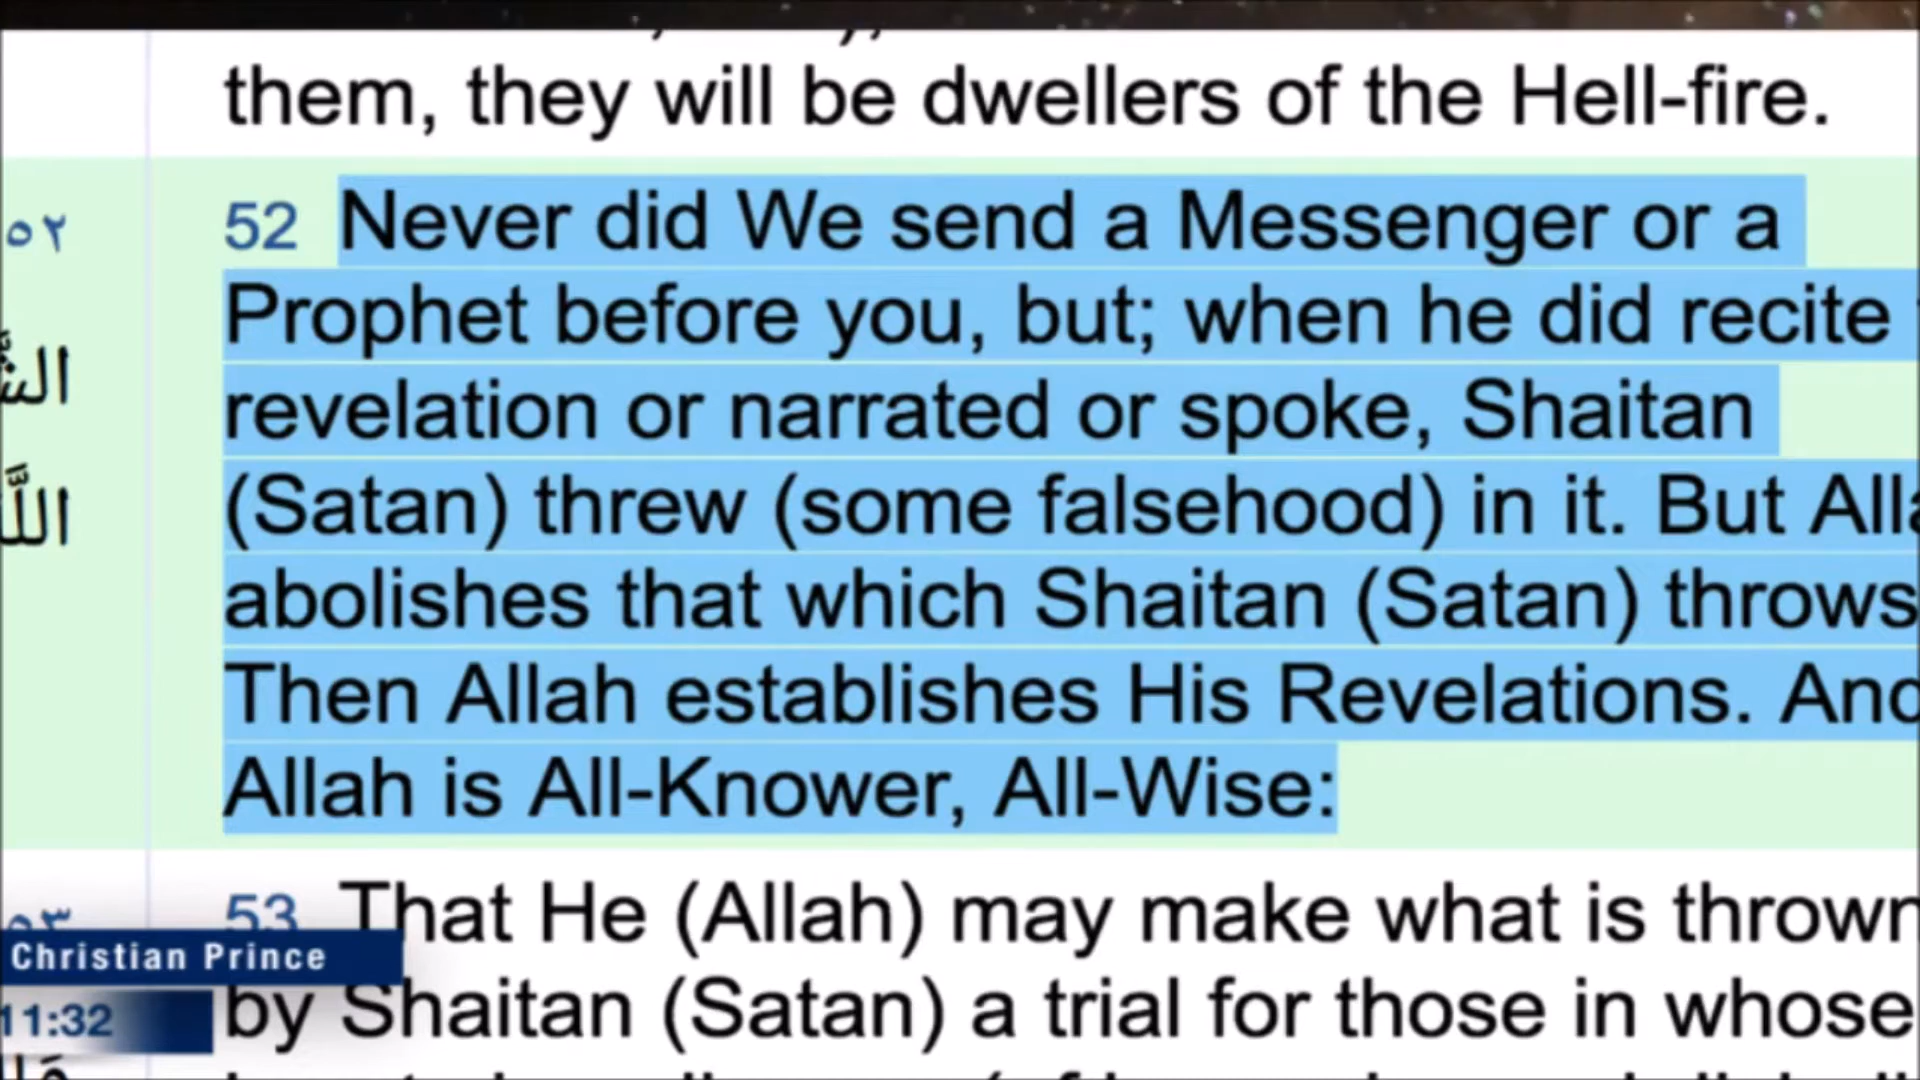 them, they will be dwellers of the Hell-fire.
٥٢
52 Never did We send a Messenger or a
Prophet before you, but; when he did recite
revelation or narrated or spoke, Shaitan
(Satan) threw (some falsehood) in it. But
abolishes that which Shaitan (Satan) throws
Then Allah establishes His Revelations. And
Allah is All-Knower, All-Wise:
٥٣
53 That He (Allah) may make what is thrown
by Shaitan (Satan) a trial for those in whose
Christian Prince
11:32